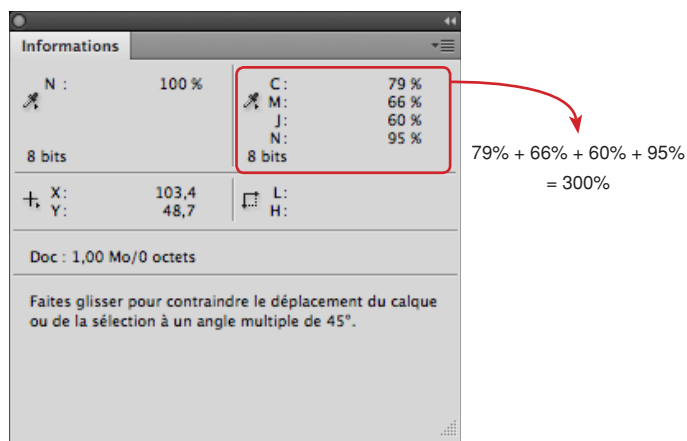 Informations
N : 100 %
8 bits
C : 79 %
M : 66 %
J : 60 %
N : 95 %
8 bits
79% + 66% + 60% + 95%
= 300%
X : 103,4
Y : 48,7
L :
H :
Doc : 1,00 Mo/0 octets
Faites glisser pour contraindre le déplacement du calque
ou de la sélection à un angle multiple de 45°.